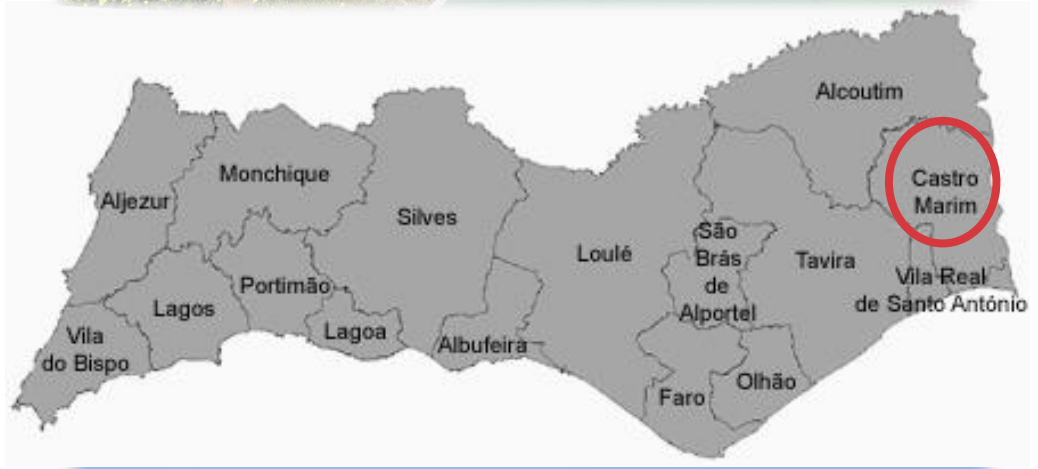 Alcoutim
Monchique
Castro
Marim
Aljezur
Silves
São
Brás
de
Alportel
Loulé
Tavira
Vila Real
de Santo António
Portimão
Lagos
Lagoa
Albufeira
Vila
do Bispo
Olhão
Faro